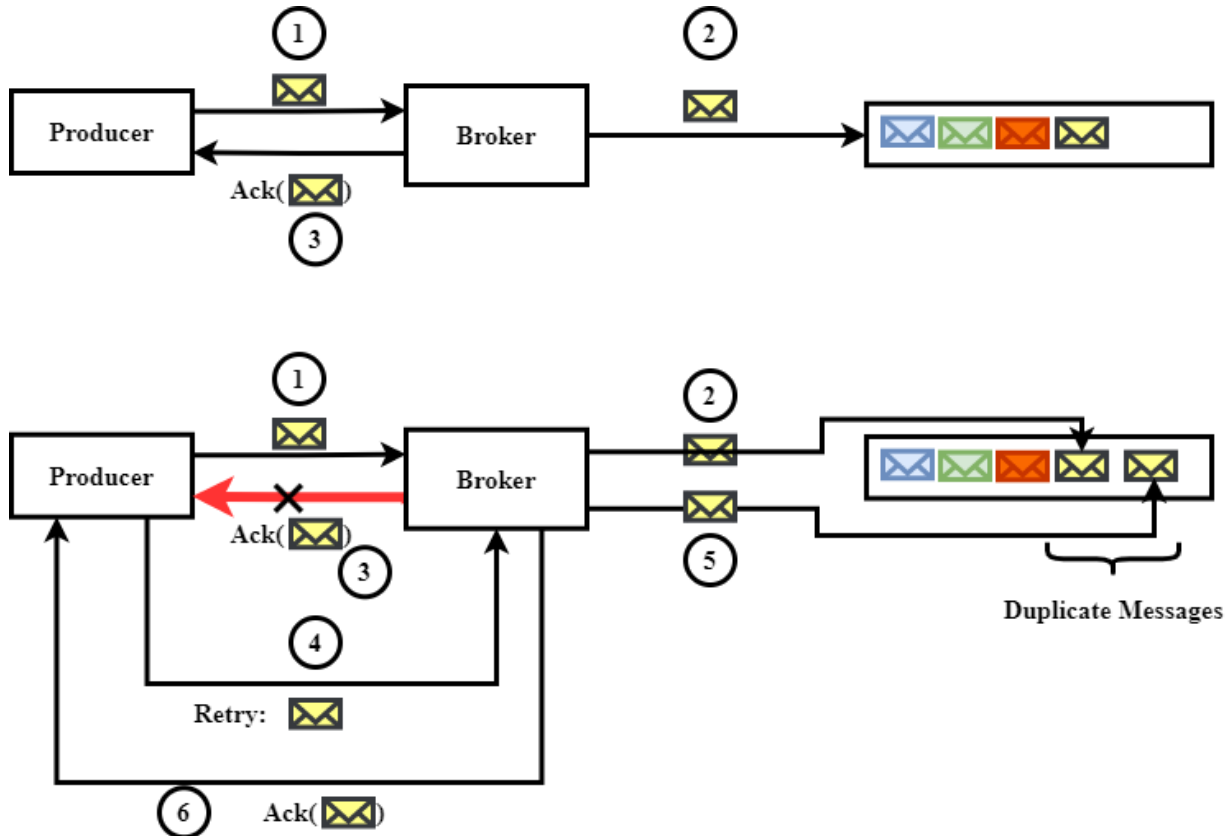 1
2
Producer
Broker
Ack( )
3
1
2
Producer
Broker
Ack( )
3
5
Duplicate Messages
4
Retry:
6
Ack( )